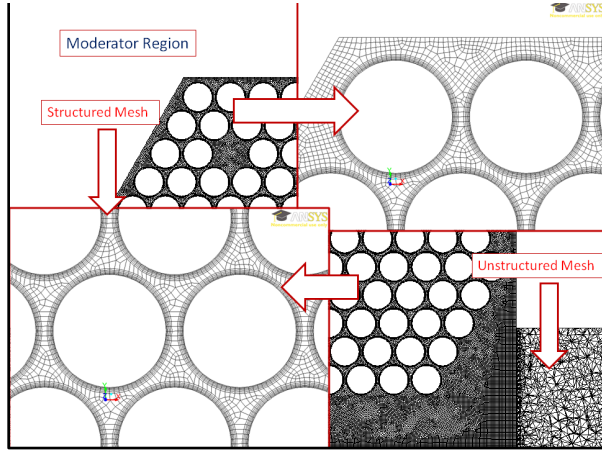 ANSYS
Moderator Region
Structured Mesh
ANSYS
Unstructured Mesh